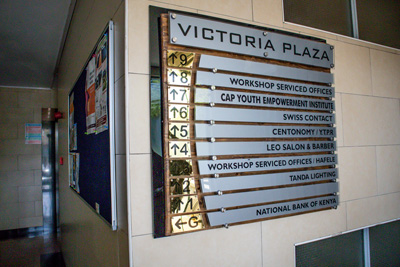 VICTORIA PLAZA
↑9
↑8 WORKSHOP SERVICED OFFICES
↑7 CAP YOUTH EMPOWERMENT INSTITUTE
↑6 SWISS CONTACT
↑5 CENTONOMY / YTPR
↑4 LEO SALON & BARBER
WORKSHOP SERVICED OFFICES / HAFELE
↑2 TANDA LIGHTING
↑1
←G NATIONAL BANK OF KENYA